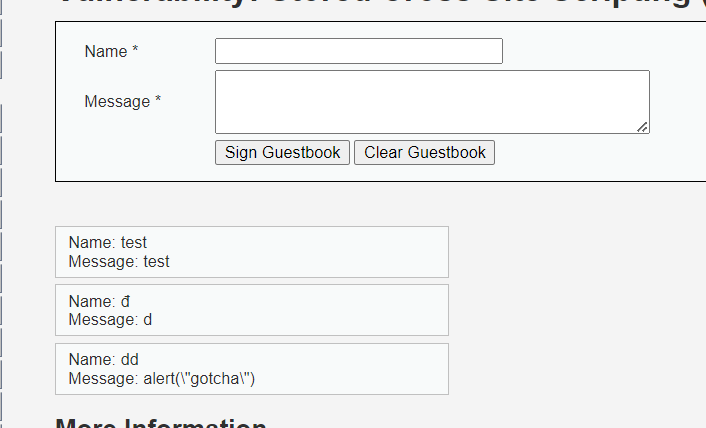 Vulnerability: Stored Cross Site Scripting (
Name *
Message *
Sign Guestbook Clear Guestbook
Name: test
Message: test
Name: đ
Message: d
Name: dd
Message: alert(\"gotcha\")
More Information